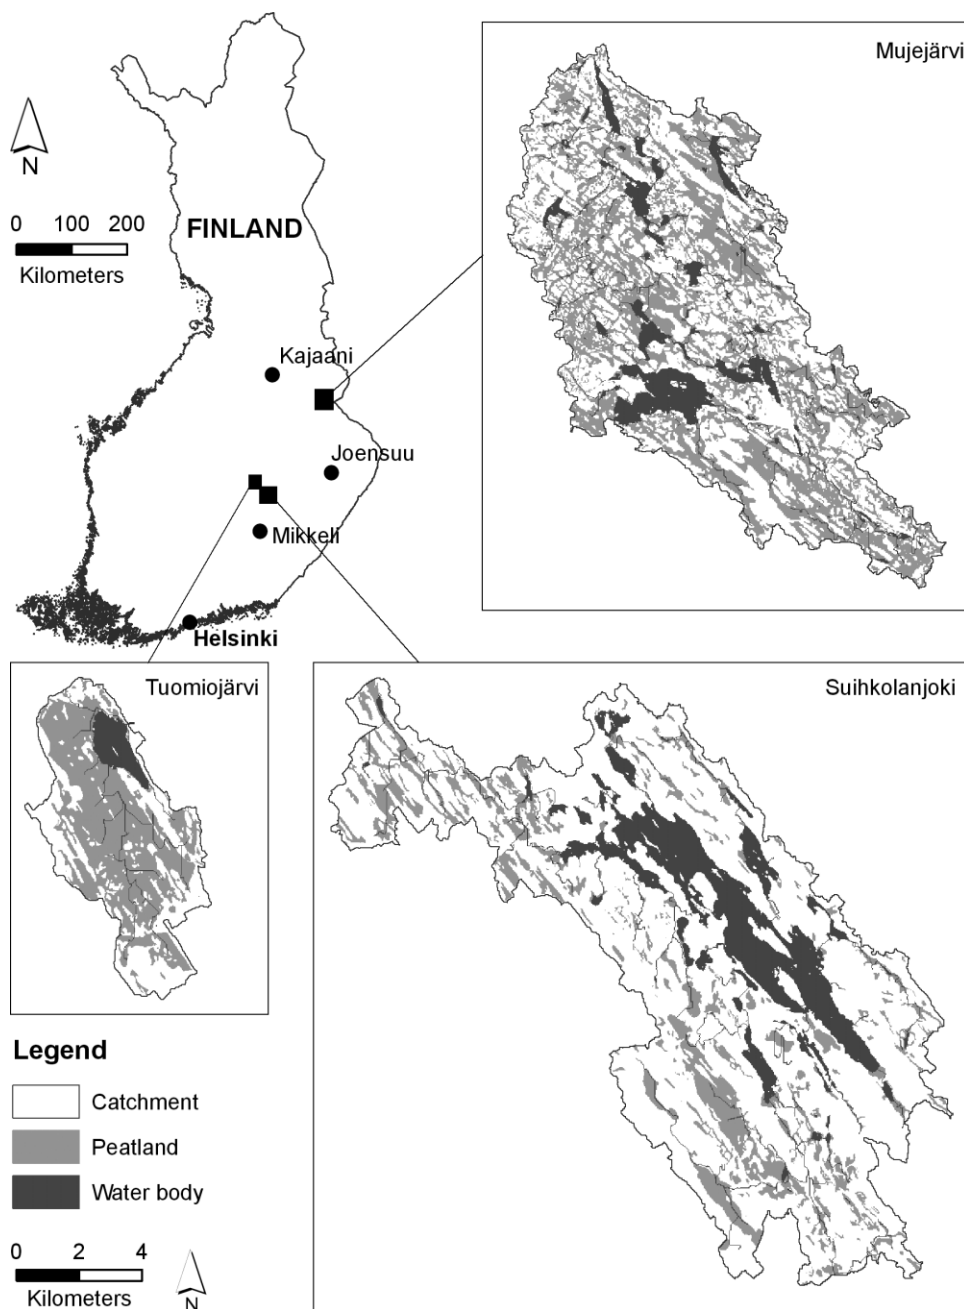 Mujejärvi
N
FINLAND
0 100 200
Kilometers
Kajaani
Joensuu
Mikkeli
Helsinki
Tuomiojärvi
Suihkolanjoki
Legend
Catchment
Peatland
Water body
0 2 4
Kilometers
N